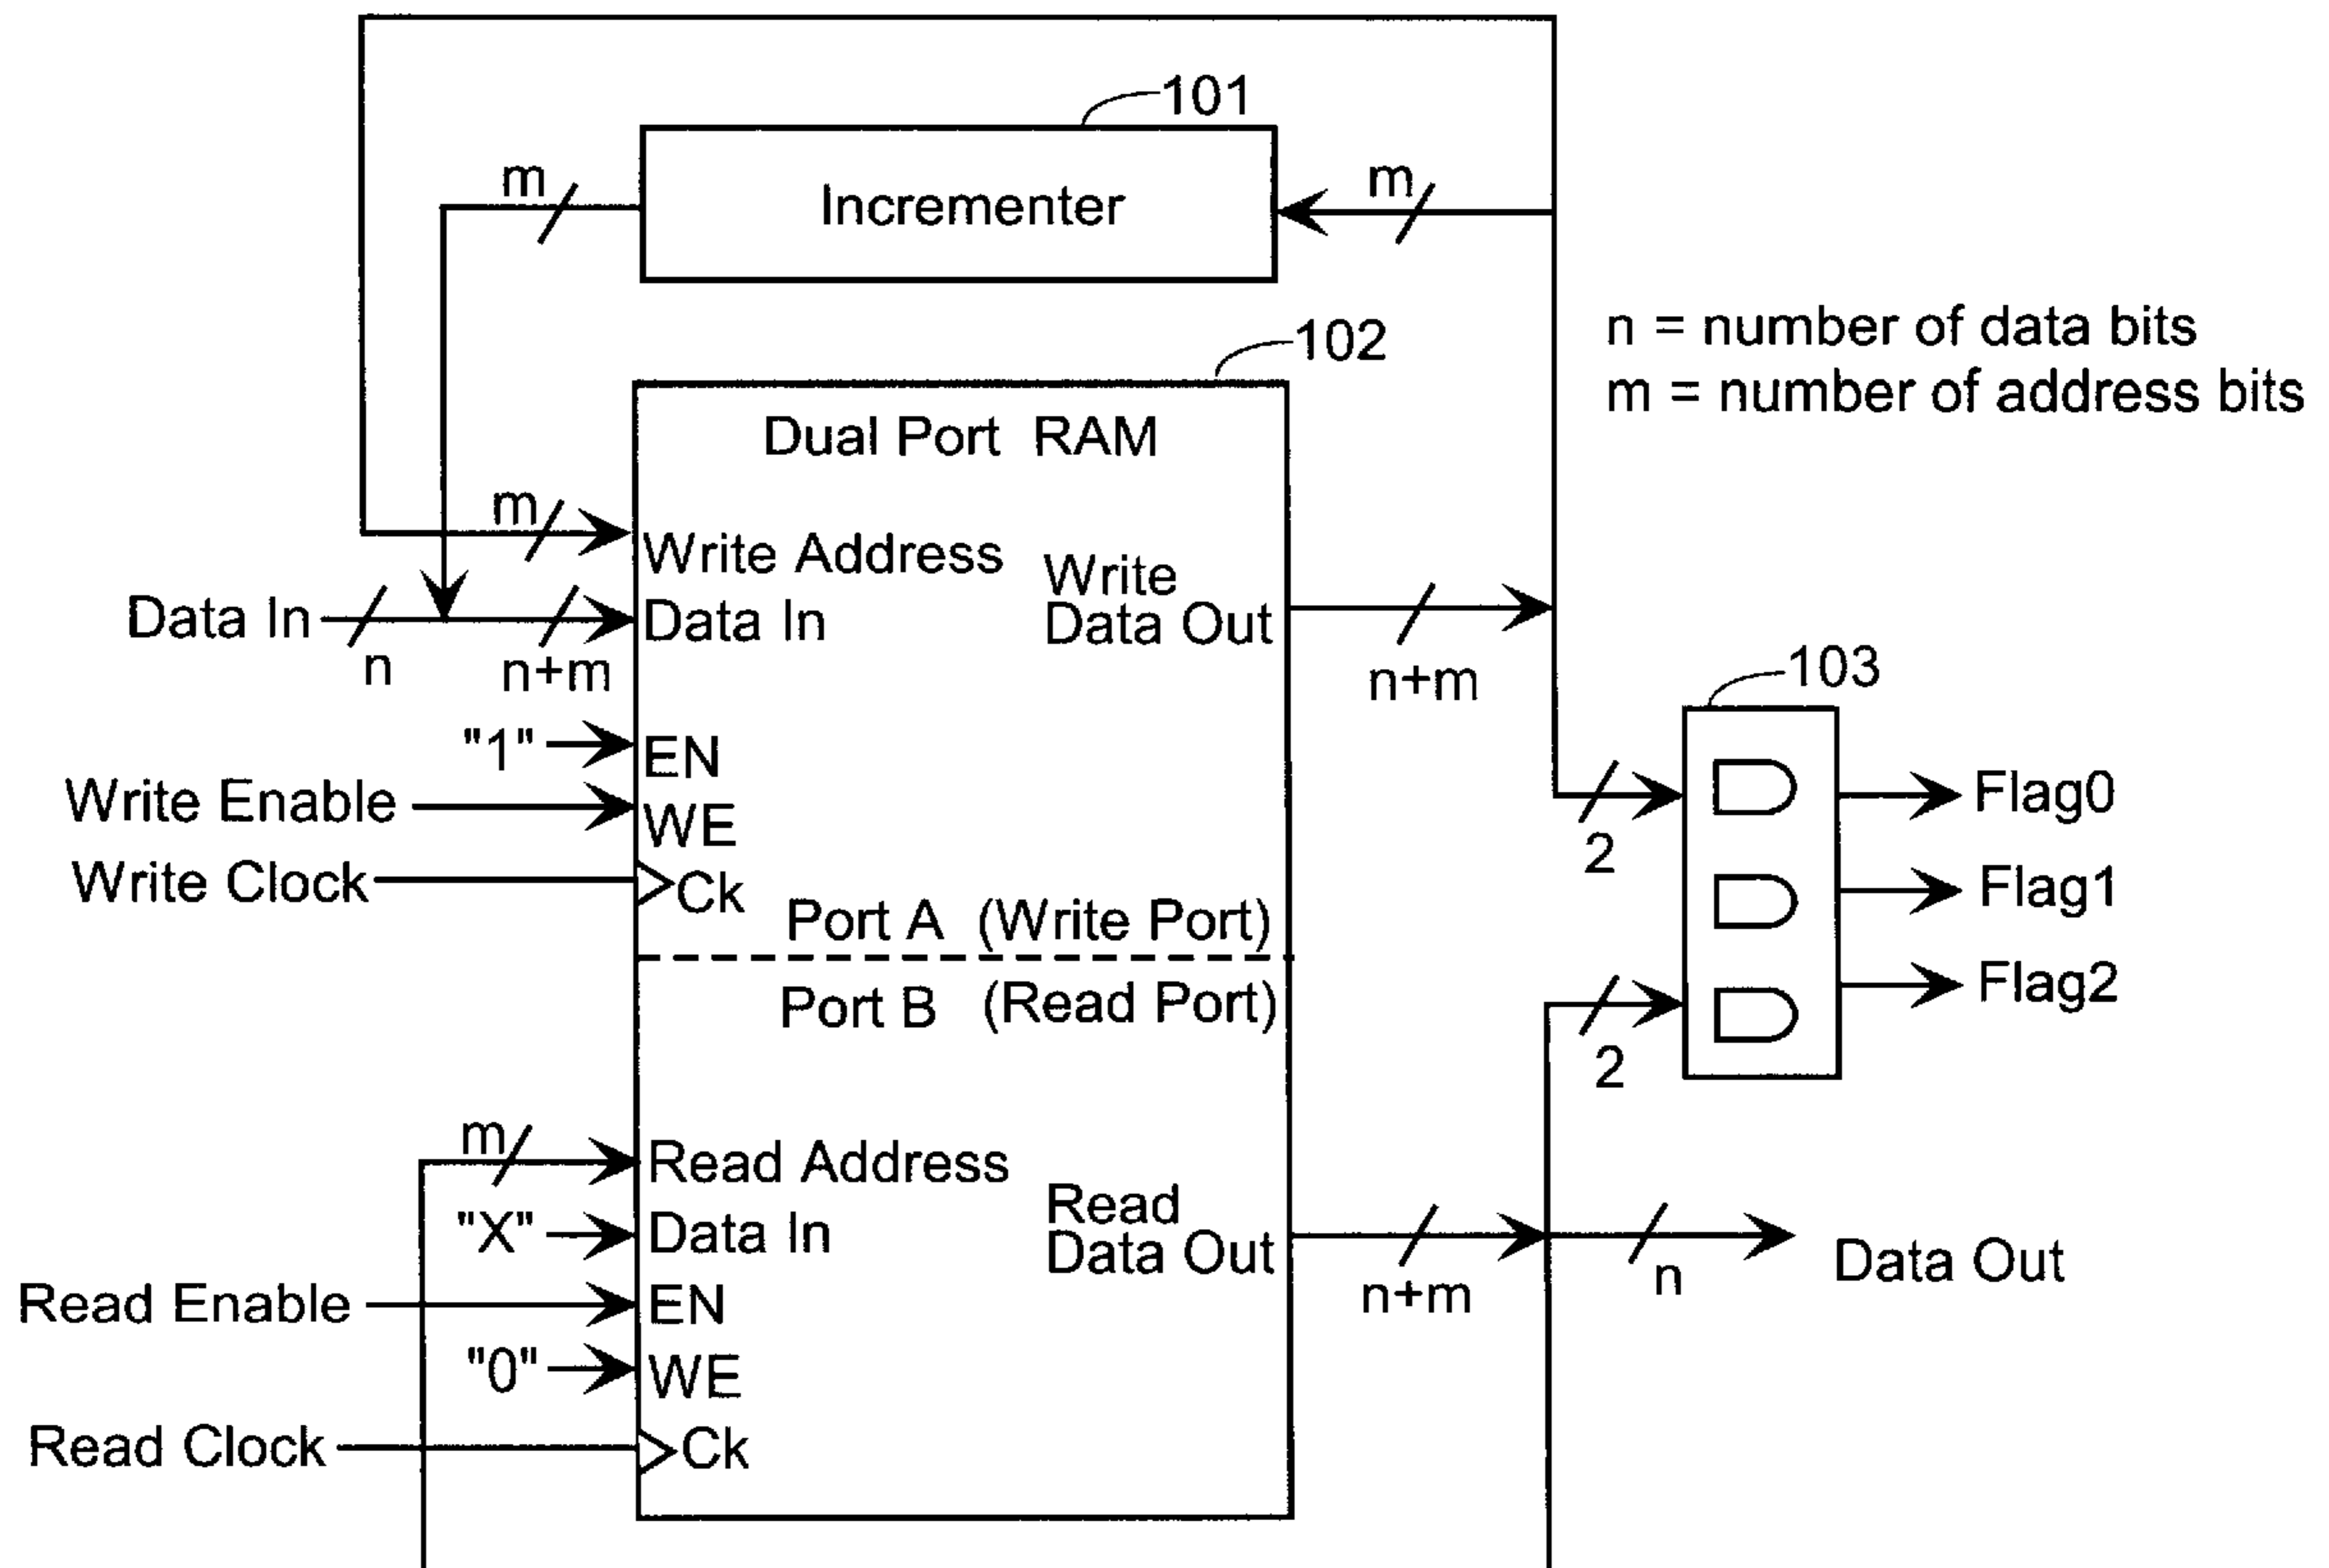 101
m
Incrementer
m
102
n = number of data bits
m = number of address bits
Dual Port RAM
m
Write Address
Write
Data Out
Data In
n
n+m
Data In
n+m
103
"1"
EN
Write Enable
WE
Write Clock
Ck
2
Flag0
Flag1
Flag2
Port A (Write Port)
Port B (Read Port)
2
m
Read Address
"X"
Data In
Read
Data Out
n+m
n
Data Out
Read Enable
EN
"0"
WE
Read Clock
Ck